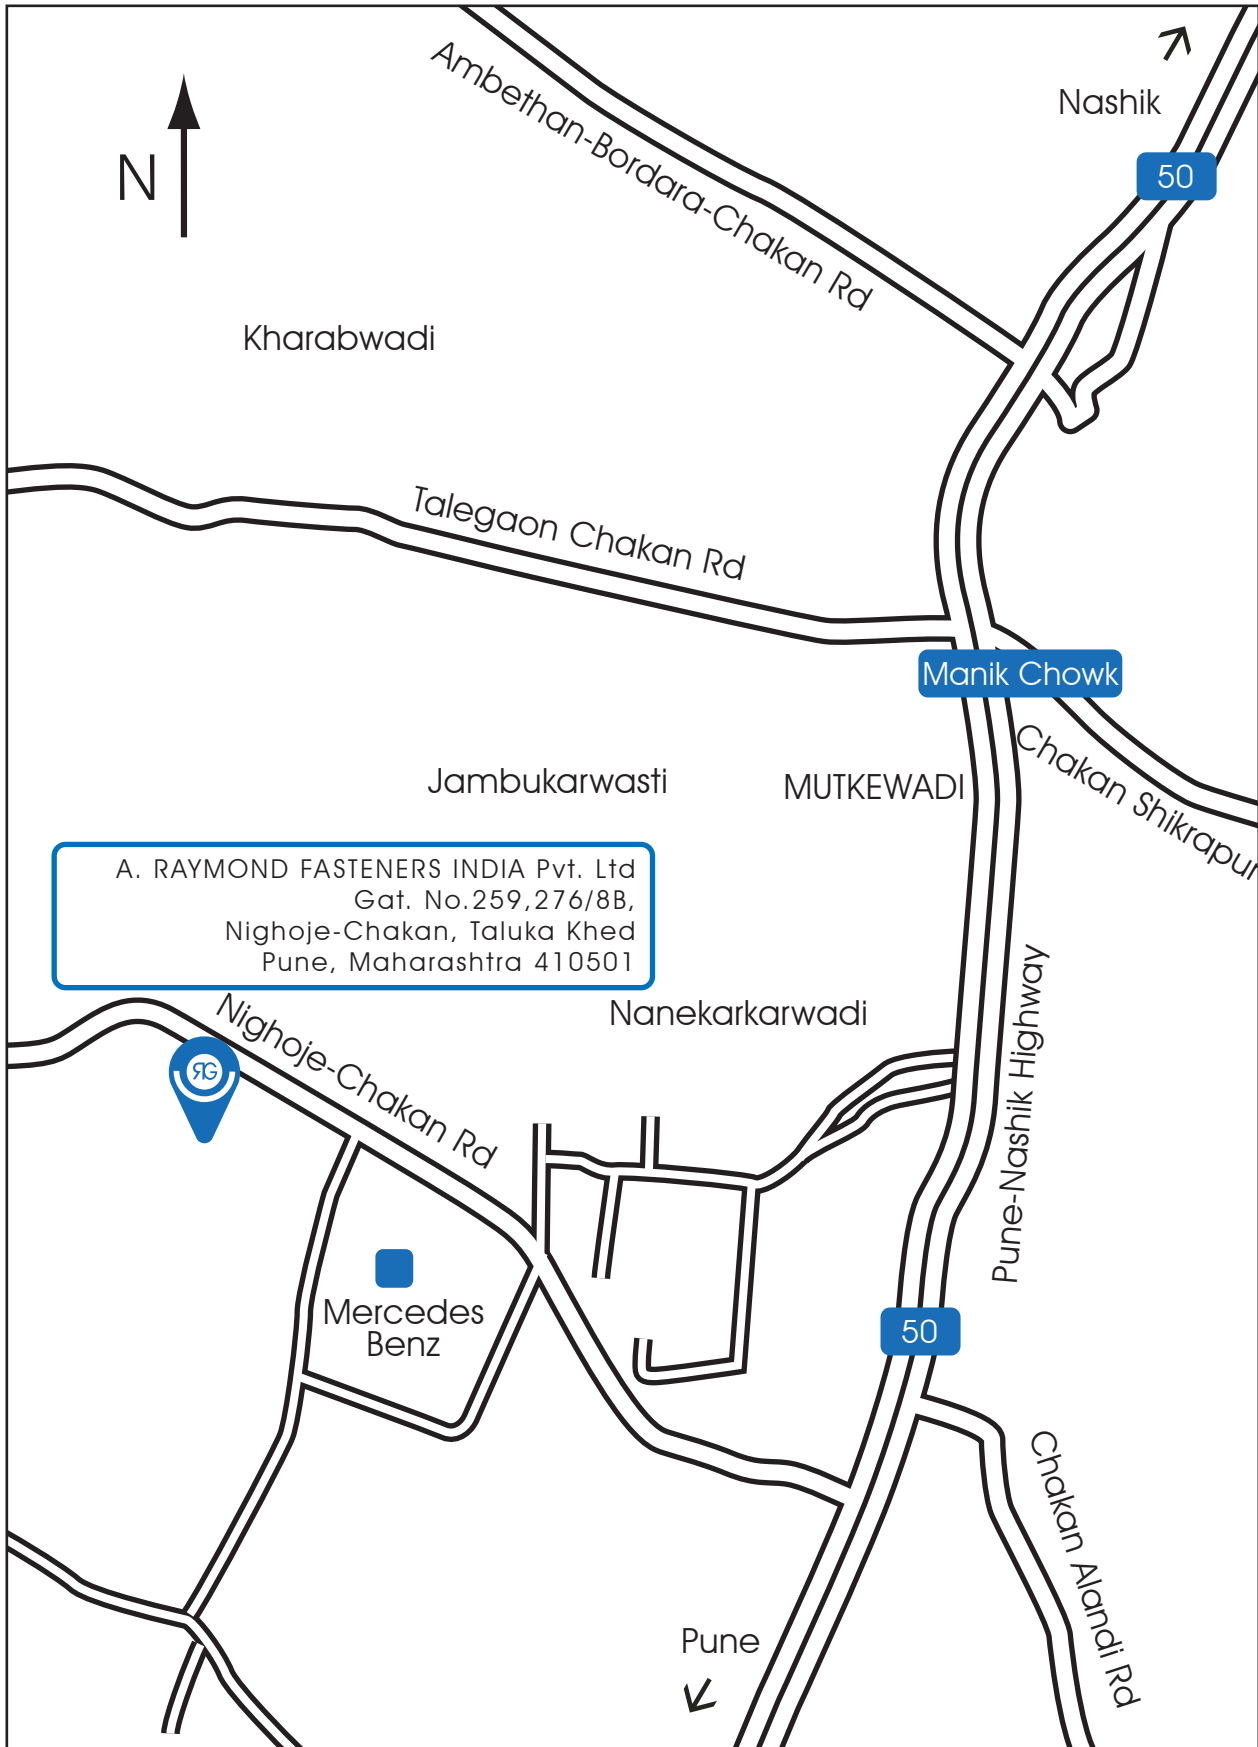 Ambethan-Bordara-Chakan Rd
Nashik
50
N
Kharabwadi
Talegaon Chakan Rd
Manik Chowk
Chakan Shikrapur
Jambukarwasti
MUTKEWADI
A. RAYMOND FASTENERS INDIA Pvt. Ltd
Gat. No.259,276/8B,
Nighoje-Chakan, Taluka Khed
Pune, Maharashtra 410501
Nighoje-Chakan Rd
Nanekarkarwadi
Pune-Nashik Highway
RG
Mercedes
Benz
50
Chakan Alandi Rd
Pune